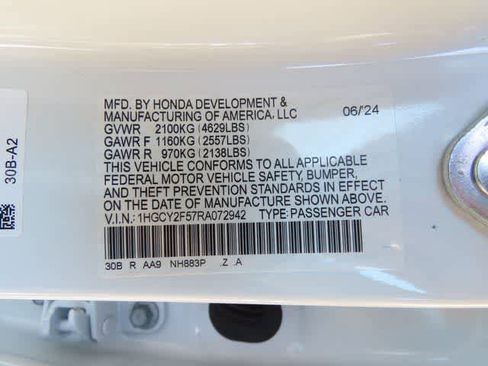 MFD. BY HONDA DEVELOPMENT &
MANUFACTURING OF AMERICA, LLC 06/'24
GVWR 2100KG (4629LBS)
GAWR F 1160KG (2557LBS)
GAWR R 970KG (2138LBS)
THIS VEHICLE CONFORMS TO ALL APPLICABLE
FEDERAL MOTOR VEHICLE SAFETY, BUMPER,
AND THEFT PREVENTION STANDARDS IN EFFECT
ON THE DATE OF MANUFACTURE SHOWN ABOVE.
V.I.N.: 1HGCY2F57RA072942 TYPE: PASSENGER CAR
30B R AA9 NH883P .Z .A
30B-A2